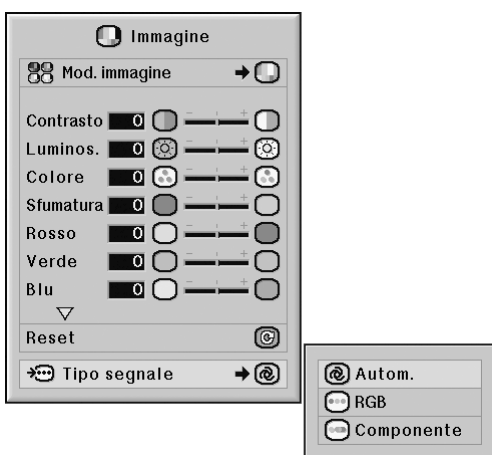 Immagine
Mod. immagine
Contrasto 0
Luminos. 0
Colore 0
Sfumatura 0
Rosso 0
Verde 0
Blu 0
Reset
Tipo segnale
Autom.
RGB
Componente